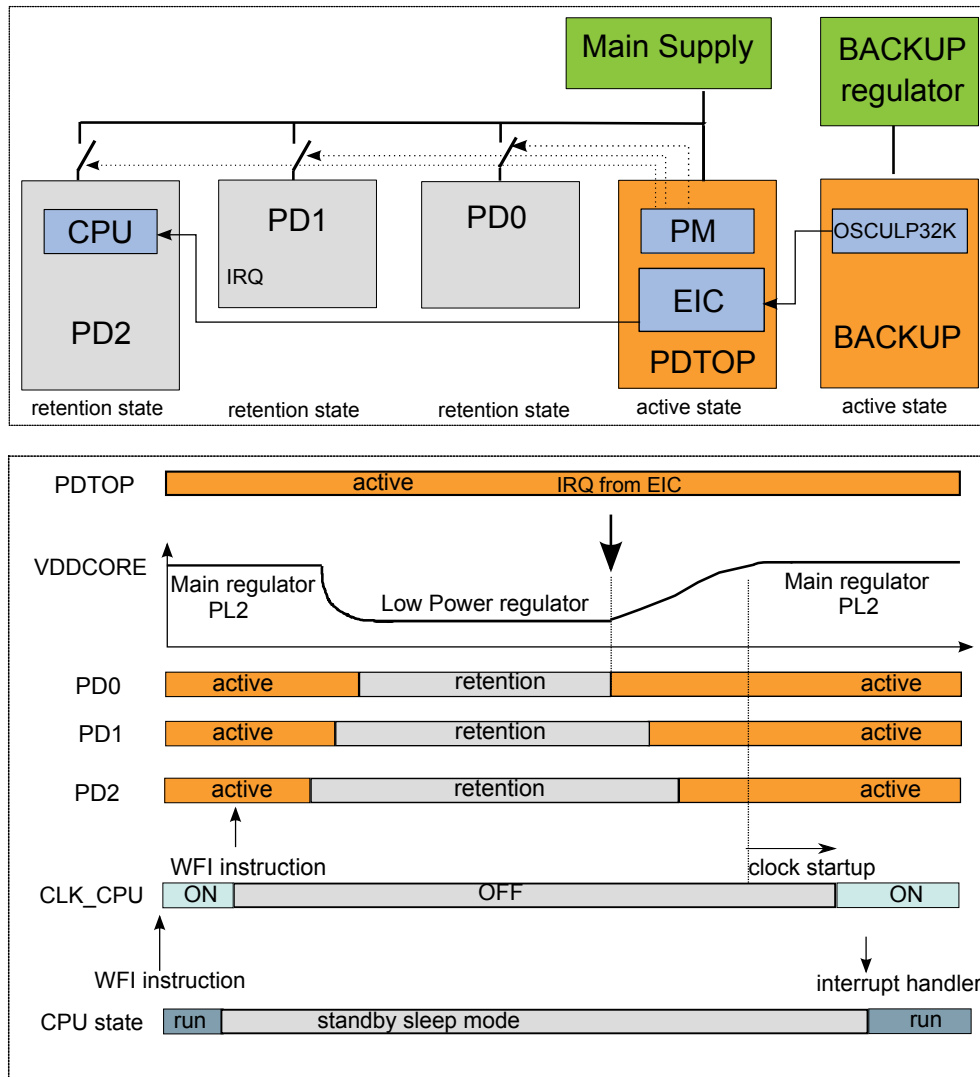 Main Supply
BACKUP
regulator
CPU
PD1
PD0
PM
OSCULP32K
IRQ
EIC
PD2
PDTOP
BACKUP
retention state
retention state
retention state
active state
active state
PDTOP
active
IRQ from EIC
VDDCORE
Main regulator
PL2
Low Power regulator
Main regulator
PL2
PD0
active
retention
active
PD1
active
retention
active
PD2
active
retention
active
WFI instruction
clock startup
CLK_CPU
ON
OFF
ON
WFI instruction
interrupt handler
CPU state
run
standby sleep mode
run